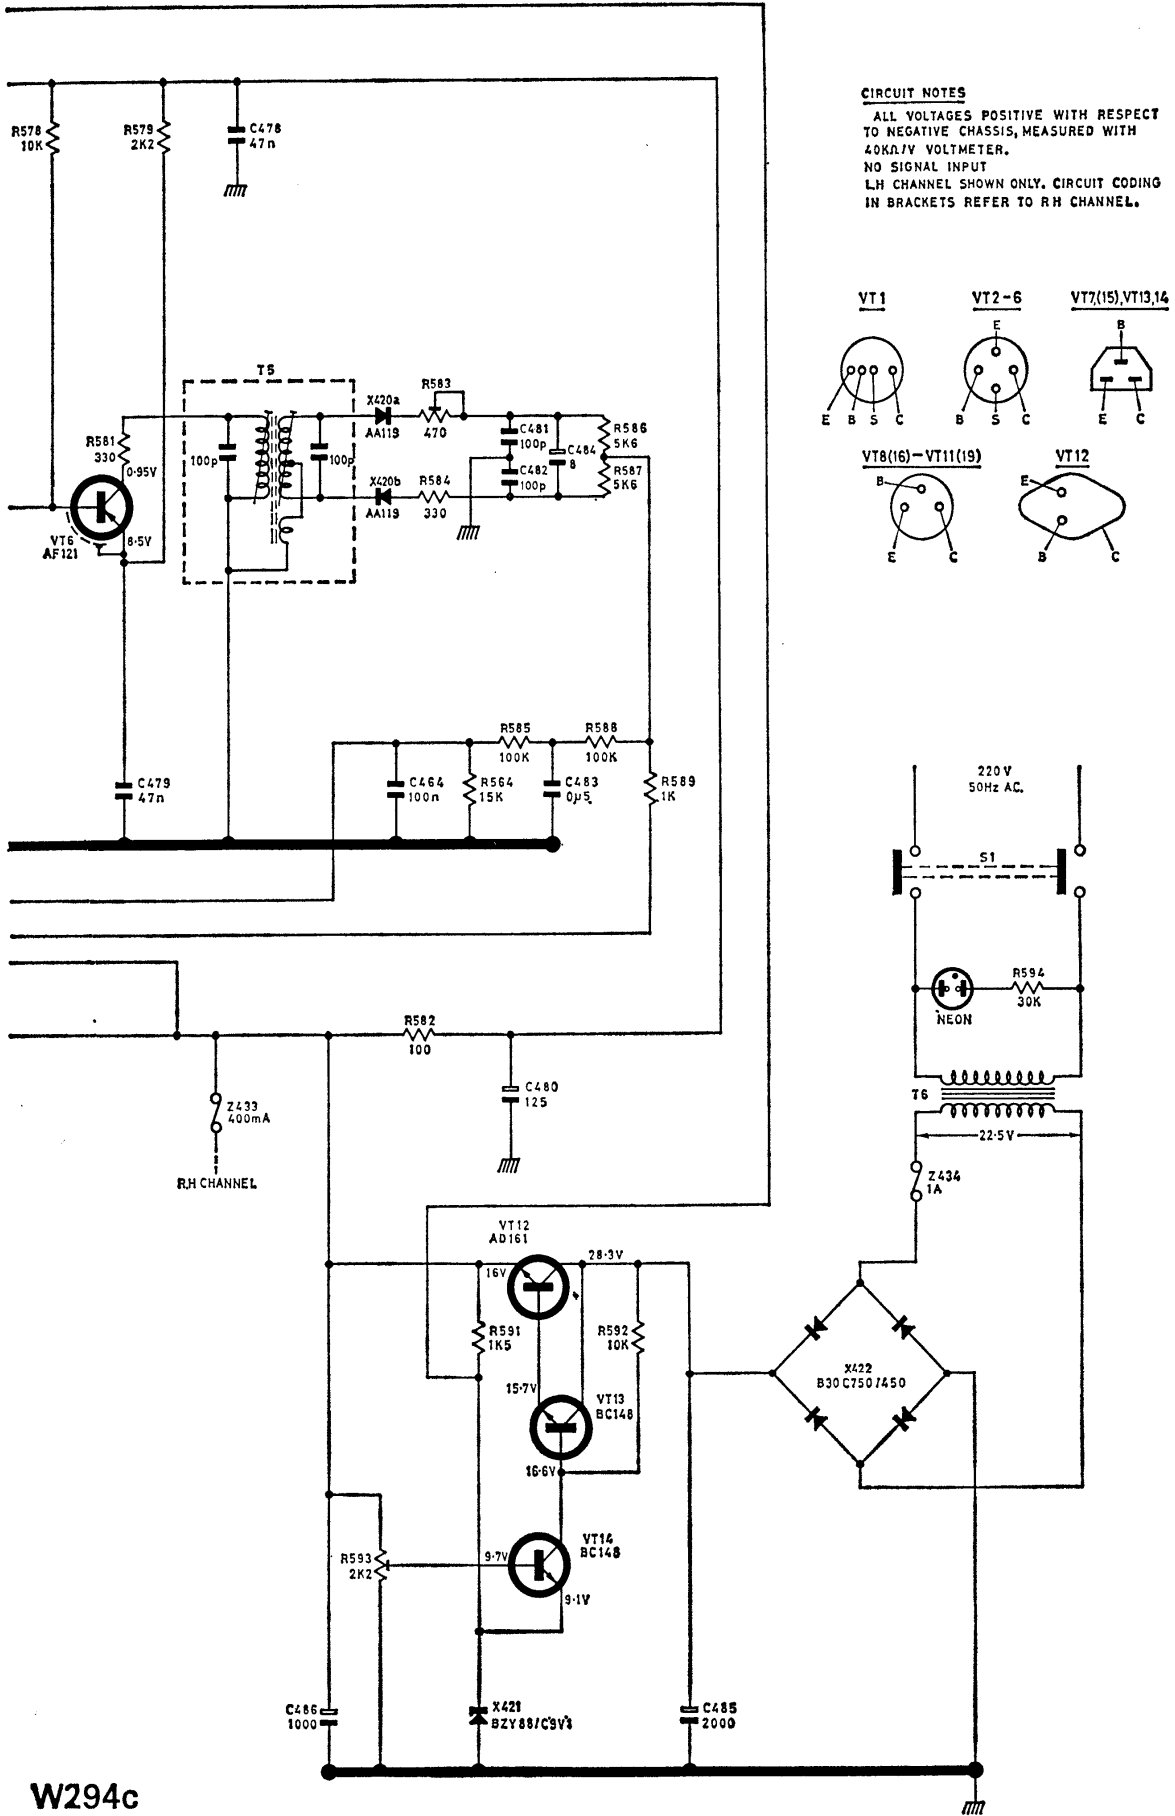 CIRCUIT NOTES
ALL VOLTAGES POSITIVE WITH RESPECT
TO NEGATIVE CHASSIS, MEASURED WITH
40KΩ/V VOLTMETER.
NO SIGNAL INPUT
LH CHANNEL SHOWN ONLY. CIRCUIT CODING
IN BRACKETS REFER TO RH CHANNEL.
R578
10K
R579
2K2
C478
47n
VT1
E B S C
VT2-6
E
B S C
VT7,(15),VT13,14
B
E C
VT8(16)-VT11(19)
B
E C
VT12
E
B C
T5
R581
330
0.95V
100p
100p
VT6
AF121
8.5V
X420a
AA119
R583
470
X420b
AA119
R584
330
C481
100p
C482
100p
C484
8
R586
5K6
R587
5K6
C479
47n
C464
100n
R564
15K
R585
100K
C483
0µ5
R588
100K
R589
1K
220V
50Hz AC.
S1
NEON
R594
30K
T6
22.5V
Z434
1A
R582
100
C480
125
Z433
400mA
R.H CHANNEL
VT12
AD161
16V
28.3V
R591
1K5
R592
10K
15.7V
VT13
BC148
16.6V
X422
B30C750/450
VT14
BC148
R593
2K2
9.7V
9.1V
C486
1000
X421
BZY88/C9V1
C485
2000
W294c